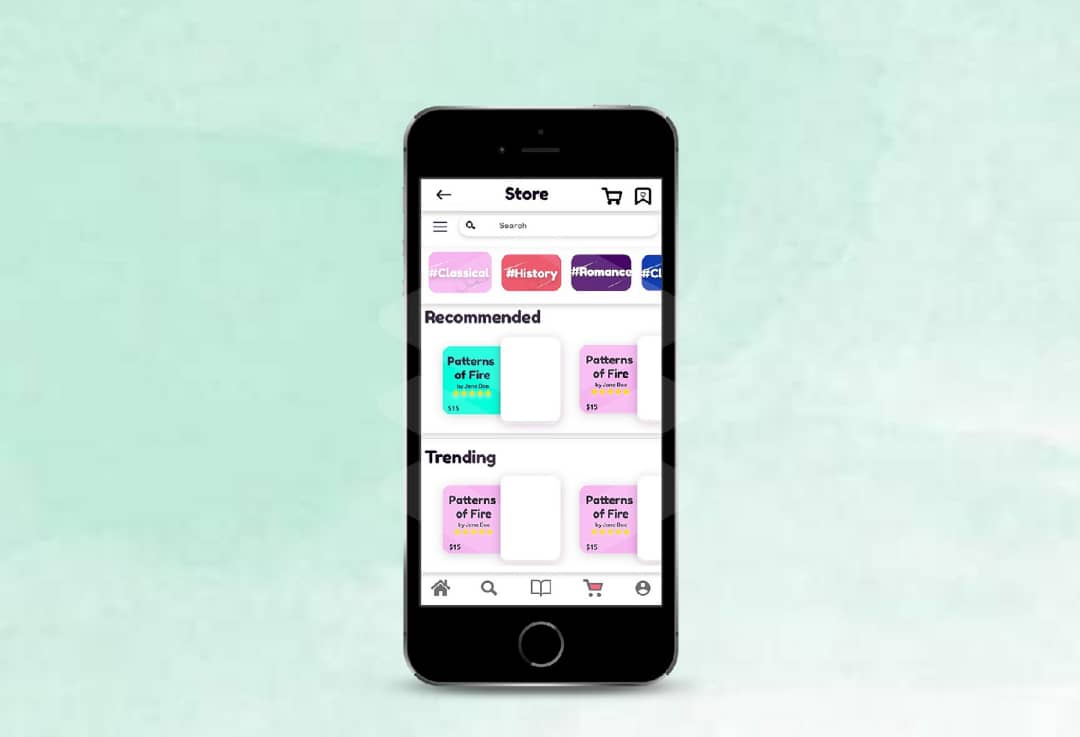 Store
Search
#Classical #History #Romance #Cl
Recommended
Patterns
of Fire
by Jane Doe
$15
Patterns
of Fire
by Jane Doe
$15
Trending
Patterns
of Fire
by Jane Doe
$15
Patterns
of Fire
by Jane Doe
$15